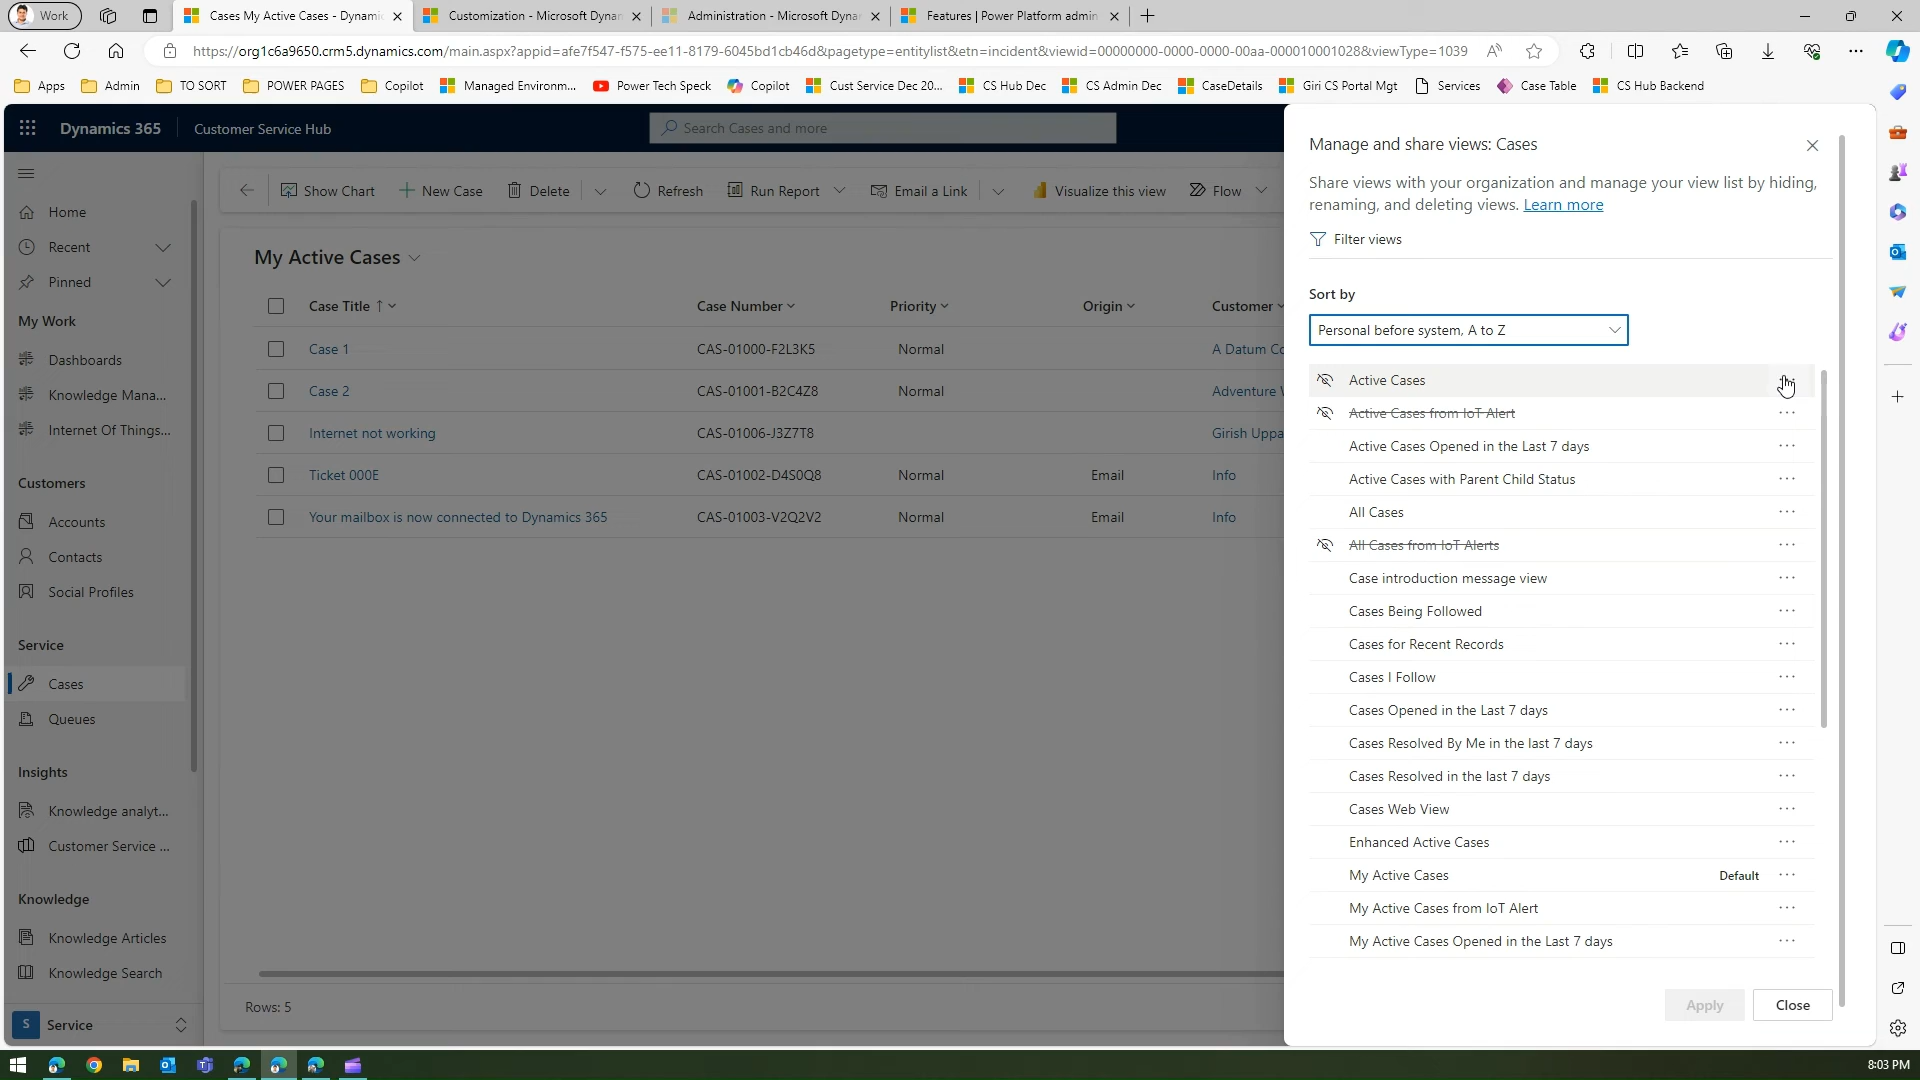 Work
Cases My Active Cases - Dynamic
Customization - Microsoft Dynar
Administration - Microsoft Dyna
Features | Power Platform admin
https://org1c6a9650.crm5.dynamics.com/main.aspx?appid=afe7f547-f575-ee11-8179-6045bd1cb46d&pagetype=entitylist&etn=incident&viewid=00000000-0000-0000-00aa-000010001028&viewType=1039
Apps
Admin
TO SORT
POWER PAGES
Copilot
Managed Environm...
Power Tech Speck
Copilot
Cust Service Dec 20...
CS Hub Dec
CS Admin Dec
CaseDetails
Giri CS Portal Mgt
Services
Case Table
CS Hub Backend
Dynamics 365
Customer Service Hub
Search Cases and more
Home
Recent
Pinned
My Work
Dashboards
Knowledge Mana...
Internet Of Things...
Customers
Accounts
Contacts
Social Profiles
Service
Cases
Queues
Insights
Knowledge analyt...
Customer Service ...
Knowledge
Knowledge Articles
Knowledge Search
S Service
Show Chart
New Case
Delete
Refresh
Run Report
Email a Link
Visualize this view
Flow
My Active Cases
Case Title ↑ Case Number Priority Origin Customer
Case 1 CAS-01000-F2L3K5 Normal A Datum Co
Case 2 CAS-01001-B2C4Z8 Normal Adventure
Internet not working CAS-01006-J3Z7T8 Girish Uppa
Ticket 000E CAS-01002-D4S0Q8 Normal Email Info
Your mailbox is now connected to Dynamics 365 CAS-01003-V2Q2V2 Normal Email Info
Rows: 5
Manage and share views: Cases
Share views with your organization and manage your view list by hiding,
renaming, and deleting views. Learn more
Filter views
Sort by
Personal before system, A to Z
Active Cases
Active Cases from IoT Alert
Active Cases Opened in the Last 7 days
Active Cases with Parent Child Status
All Cases
All Cases from IoT Alerts
Case introduction message view
Cases Being Followed
Cases for Recent Records
Cases I Follow
Cases Opened in the Last 7 days
Cases Resolved By Me in the last 7 days
Cases Resolved in the last 7 days
Cases Web View
Enhanced Active Cases
My Active Cases Default
My Active Cases from IoT Alert
My Active Cases Opened in the Last 7 days
Apply
Close
8:03 PM